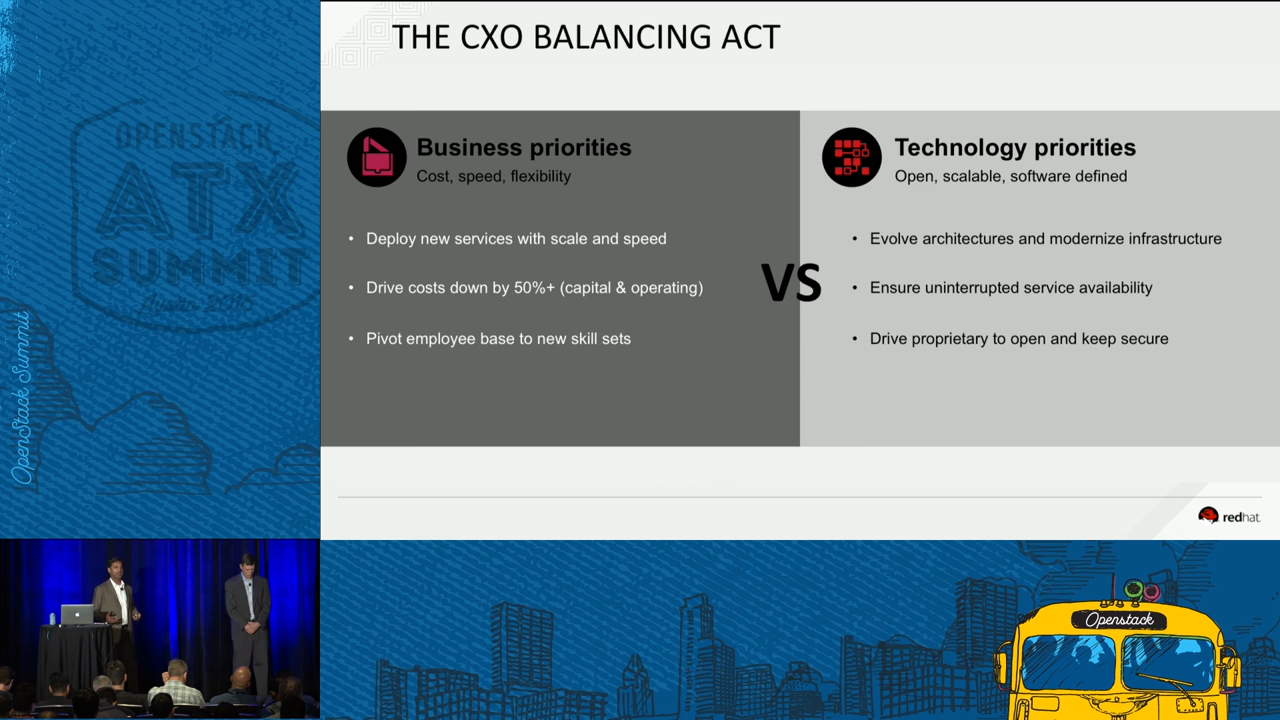 THE CXO BALANCING ACT
OPENSTACK
ATX
SUMMIT
Austin 2016
OpenStack Summit
Business priorities
Cost, speed, flexibility
• Deploy new services with scale and speed
• Drive costs down by 50%+ (capital & operating)
• Pivot employee base to new skill sets
VS
Technology priorities
Open, scalable, software defined
• Evolve architectures and modernize infrastructure
• Ensure uninterrupted service availability
• Drive proprietary to open and keep secure
redhat.
Openstack